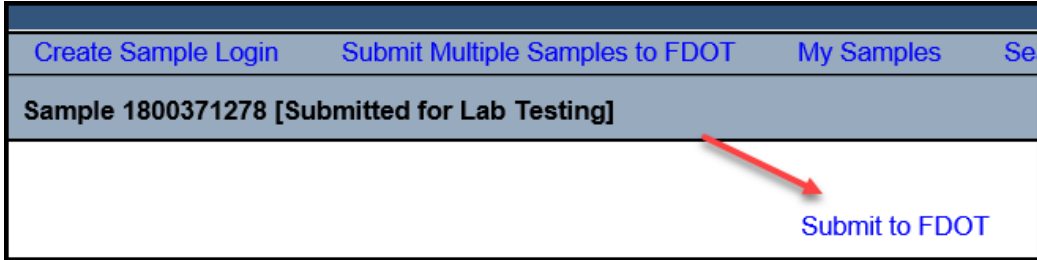 Create Sample Login Submit Multiple Samples to FDOT My Samples Se
Sample 1800371278 [Submitted for Lab Testing]
Submit to FDOT